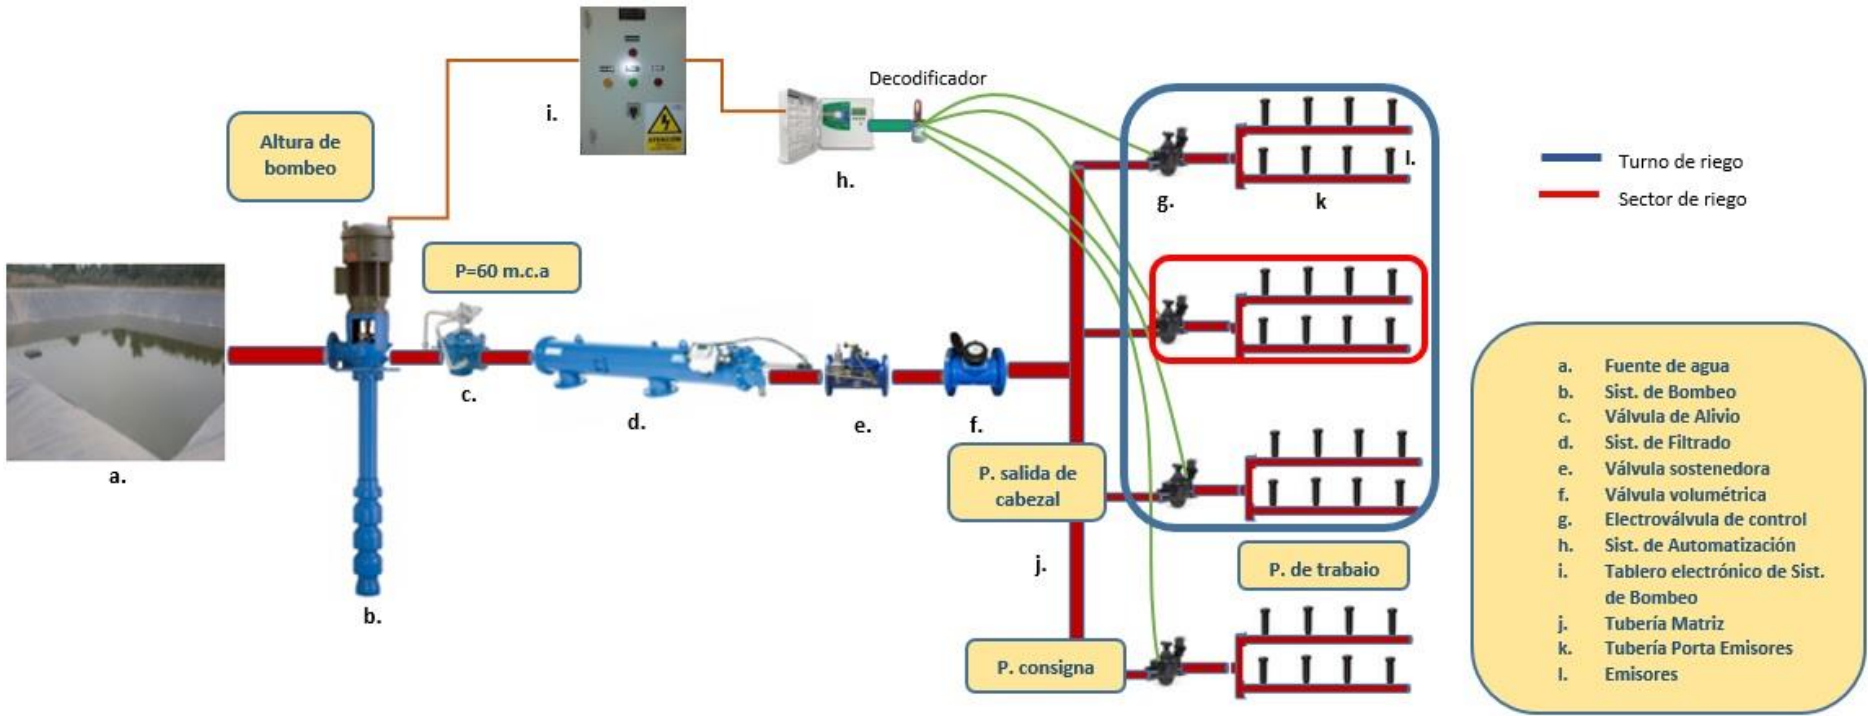 Decodificador
i.
Altura de
bombeo
ATENCIÓN
h.
g.
l.
k
Turno de riego
Sector de riego
P=60 m.c.a
a.
b.
c.
d.
e.
f.
P. salida de
cabezal
j.
P. de trabaio
P. consigna
a. Fuente de agua
b. Sist. de Bombeo
c. Válvula de Alivio
d. Sist. de Filtrado
e. Válvula sostenedora
f. Válvula volumétrica
g. Electroválvula de control
h. Sist. de Automatización
i. Tablero electrónico de Sist.
de Bombeo
j. Tubería Matriz
k. Tubería Porta Emisores
l. Emisores